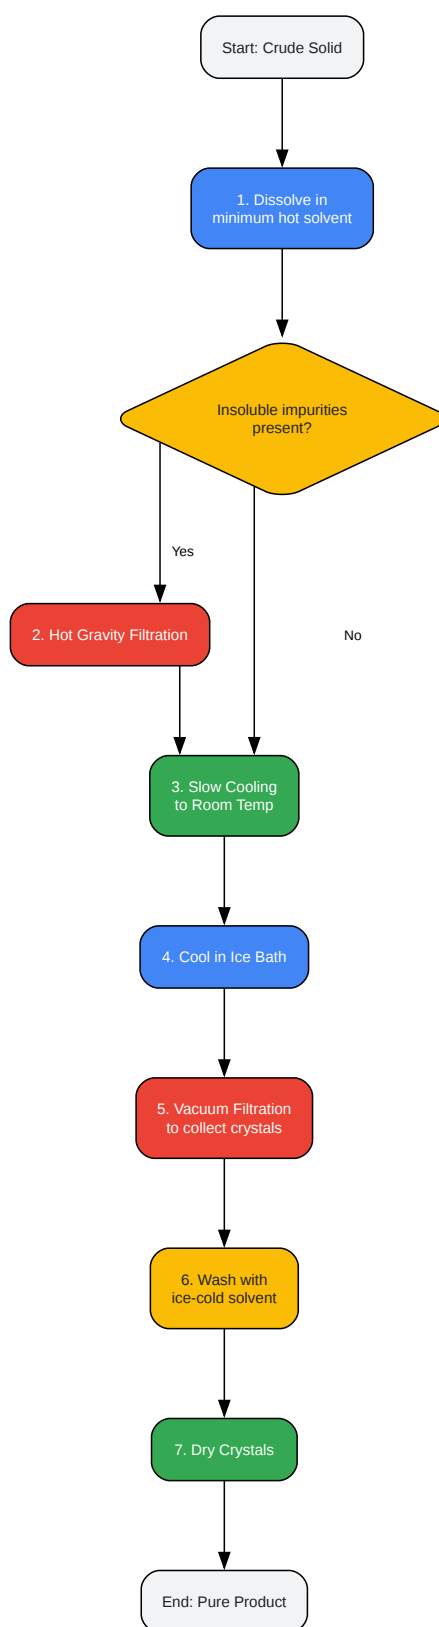 Start: Crude Solid
1. Dissolve in
minimum hot solvent
Insoluble impurities
present?
Yes
2. Hot Gravity Filtration
No
3. Slow Cooling
to Room Temp
4. Cool in Ice Bath
5. Vacuum Filtration
to collect crystals
6. Wash with
ice-cold solvent
7. Dry Crystals
End: Pure Product